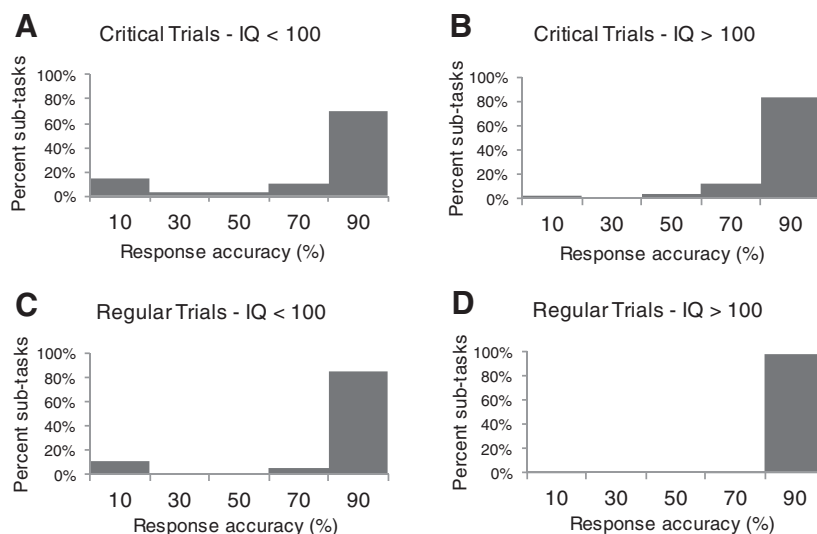 A
Critical Trials - IQ < 100
Percent sub-tasks
100%
80%
60%
40%
20%
0%
10 30 50 70 90
Response accuracy (%)
B
Critical Trials - IQ > 100
Percent sub-tasks
100%
80%
60%
40%
20%
0%
10 30 50 70 90
Response accuracy (%)
C
Regular Trials - IQ < 100
Percent sub-tasks
100%
80%
60%
40%
20%
0%
10 30 50 70 90
Response accuracy (%)
D
Regular Trials - IQ > 100
Percent sub-tasks
100%
80%
60%
40%
20%
0%
10 30 50 70 90
Response accuracy (%)